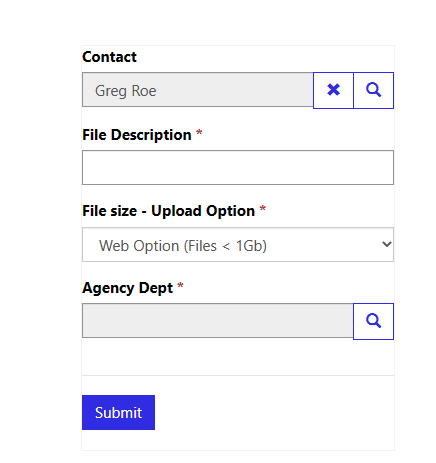 Contact
Greg Roe
File Description *
File size - Upload Option *
Web Option (Files < 1Gb)
Agency Dept *
Submit